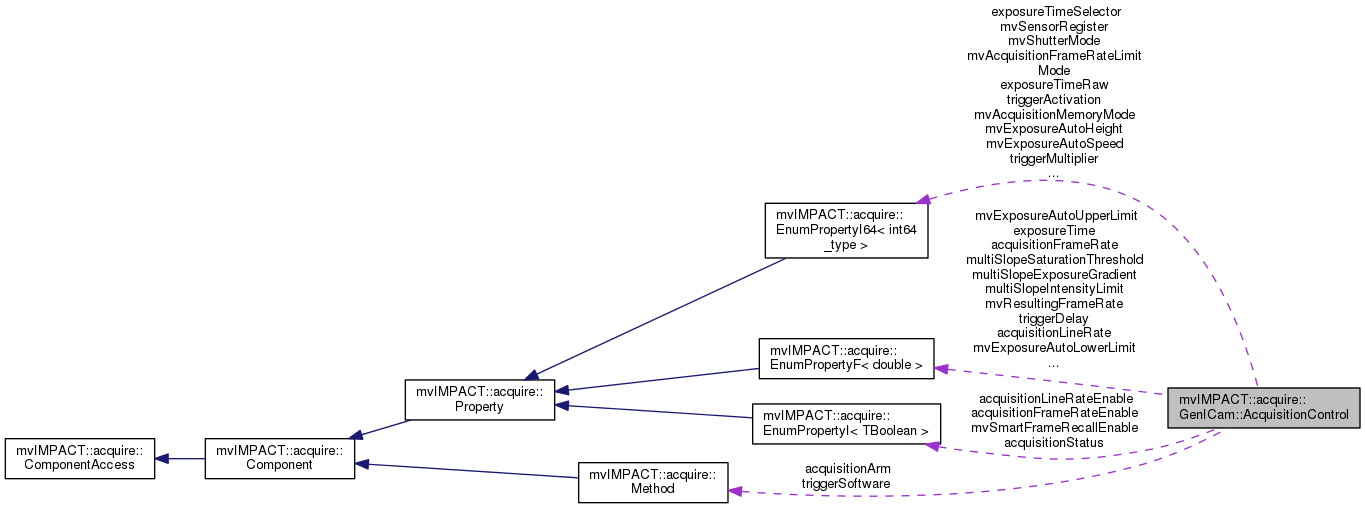 exposureTimeSelector
mvSensorRegister
mvShutterMode
mvAcquisitionFrameRateLimit
Mode
exposureTimeRaw
triggerActivation
mvAcquisitionMemoryMode
mvExposureAutoHeight
mvExposureAutoSpeed
triggerMultiplier
...
mvIMPACT::acquire::
EnumPropertyI64< int64
_type >
mvExposureAutoUpperLimit
exposureTime
acquisitionFrameRate
multiSlopeSaturationThreshold
multiSlopeExposureGradient
multiSlopeIntensityLimit
mvResultingFrameRate
triggerDelay
acquisitionLineRate
mvExposureAutoLowerLimit
...
mvIMPACT::acquire::
EnumPropertyF< double >
mvIMPACT::acquire::
Property
mvIMPACT::acquire::
GenICam::AcquisitionControl
acquisitionLineRateEnable
acquisitionFrameRateEnable
mvSmartFrameRecallEnable
acquisitionStatus
mvIMPACT::acquire::
EnumPropertyI< TBoolean >
mvIMPACT::acquire::
ComponentAccess
mvIMPACT::acquire::
Component
mvIMPACT::acquire::
Method
acquisitionArm
triggerSoftware